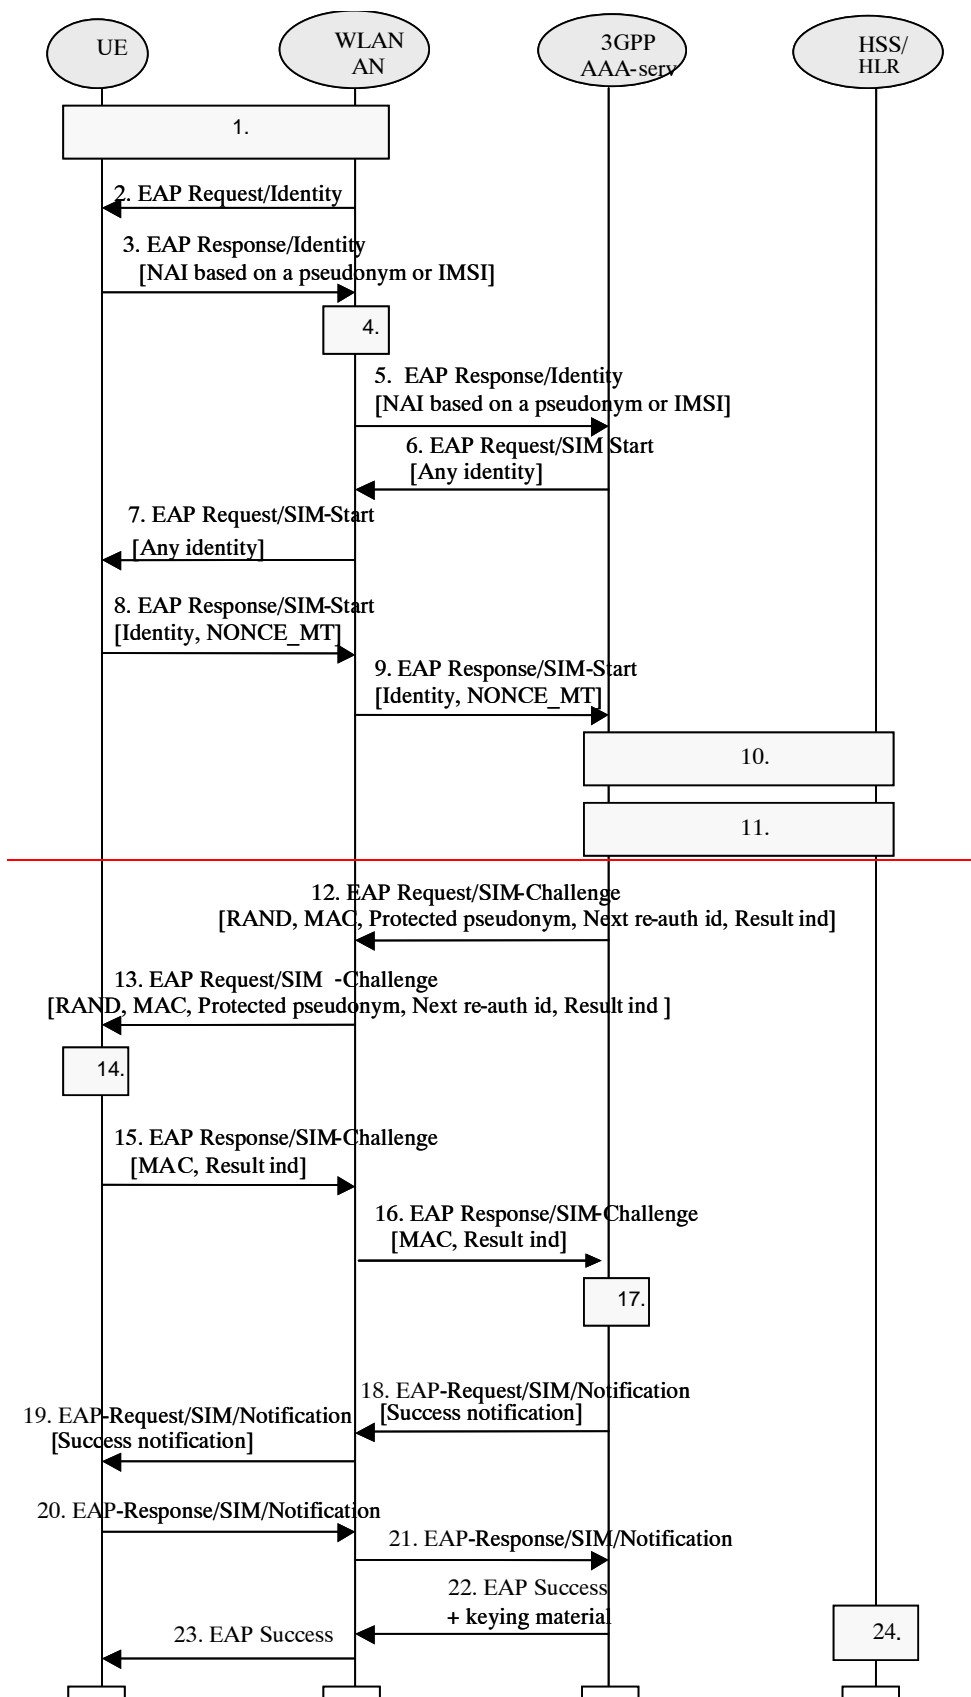 UE
WLAN
AN
3GPP
AAA-serv
HSS/
HLR
1.
2. EAP Request/Identity
3. EAP Response/Identity
[NAI based on a pseudonym or IMSI]
4.
5. EAP Response/Identity
[NAI based on a pseudonym or IMSI]
6. EAP Request/SIM Start
[Any identity]
7. EAP Request/SIM-Start
[Any identity]
8. EAP Response/SIM-Start
[Identity, NONCE_MT]
9. EAP Response/SIM-Start
[Identity, NONCE_MT]
10.
11.
12. EAP Request/SIM-Challenge
[RAND, MAC, Protected pseudonym, Next re-auth id, Result ind]
13. EAP Request/SIM -Challenge
[RAND, MAC, Protected pseudonym, Next re-auth id, Result ind ]
14.
15. EAP Response/SIM-Challenge
[MAC, Result ind]
16. EAP Response/SIM-Challenge
[MAC, Result ind]
17.
18. EAP-Request/SIM/Notification
[Success notification]
19. EAP-Request/SIM/Notification
[Success notification]
20. EAP-Response/SIM/Notification
21. EAP-Response/SIM/Notification
22. EAP Success
+ keying material
23. EAP Success
24.